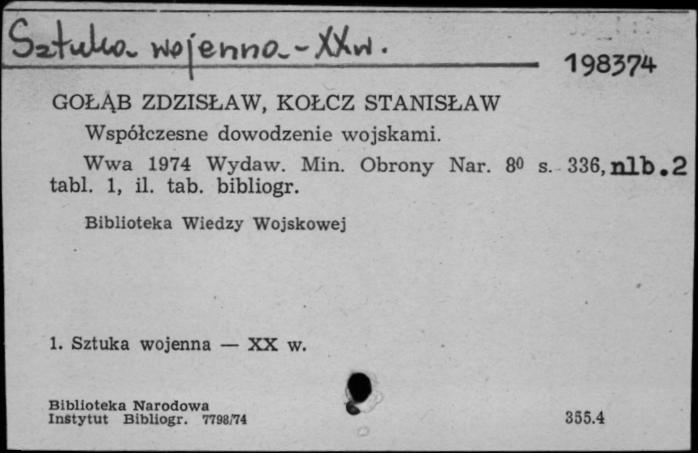 Sztuka wojenna - XX w.
198374
GOŁĄB ZDZISŁAW, KOŁCZ STANISŁAW
Współczesne dowodzenie wojskami.
Wwa 1974 Wydaw. Min. Obrony Nar. 8⁰ s. 336, nlb. 2
tabl. 1, il. tab. bibliogr.
Biblioteka Wiedzy Wojskowej
1. Sztuka wojenna — XX w.
Biblioteka Narodowa
Instytut Bibliogr. 7798/74
355.4